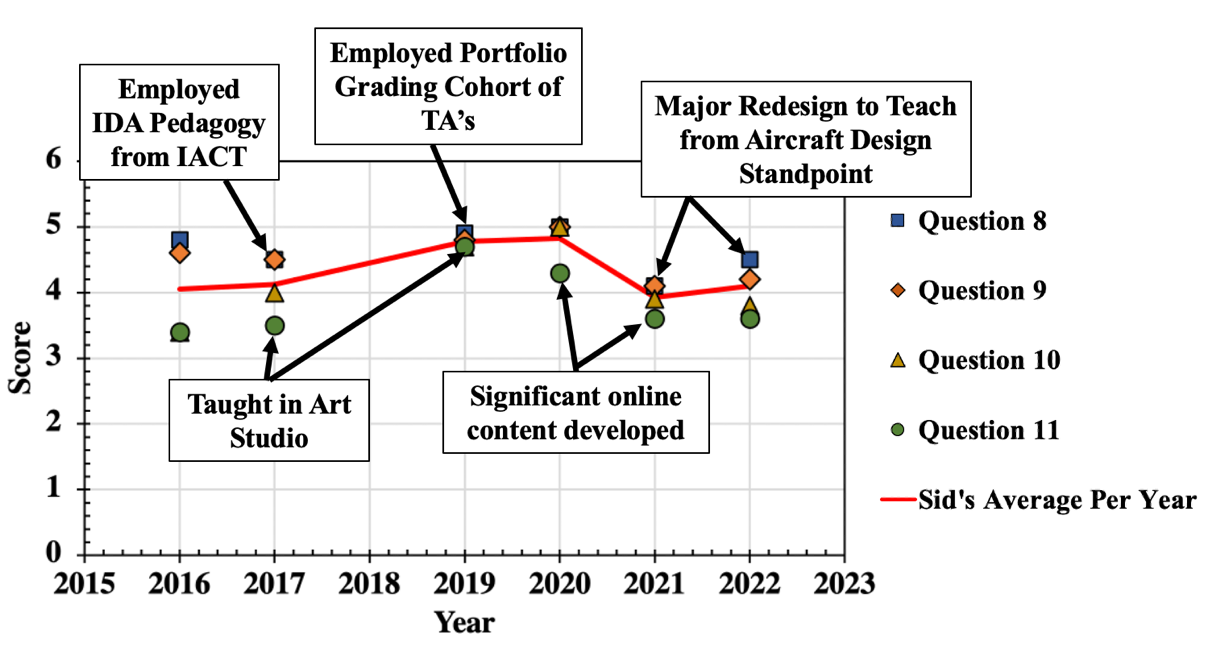 Employed Portfolio
Grading Cohort of
TA’s
Employed
IDA Pedagogy
from IACT
Major Redesign to Teach
from Aircraft Design
Standpoint
6
5
4
3
2
1
0
Score
Taught in Art
Studio
Significant online
content developed
Question 8
Question 9
Question 10
Question 11
Sid's Average Per Year
2015 2016 2017 2018 2019 2020 2021 2022 2023
Year